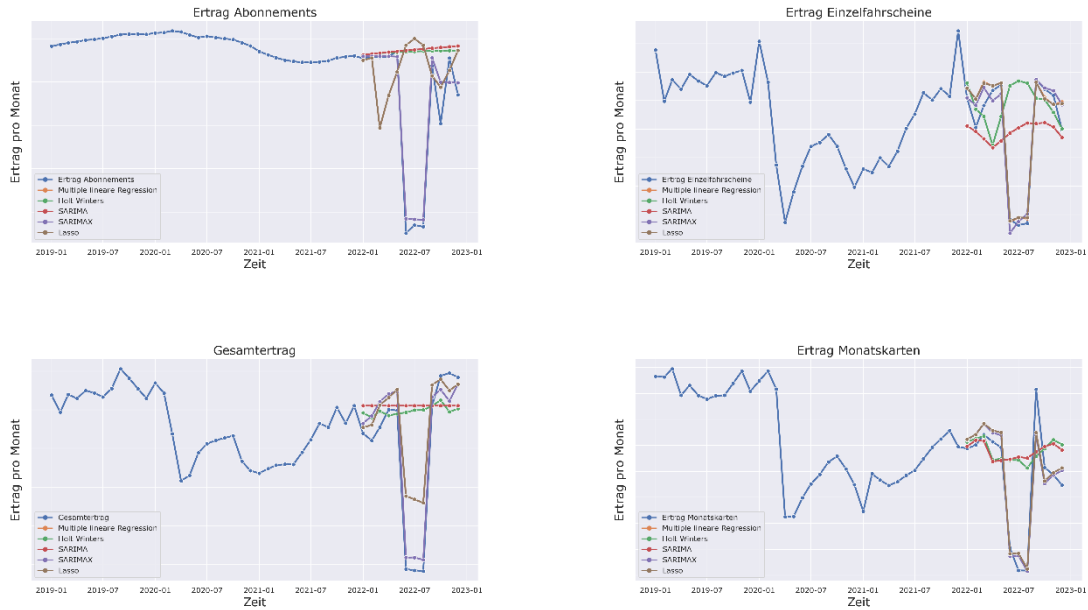 Ertrag Abonnements
Ertrag pro Monat
Ertrag Abonnements
Multiple lineare Regression
Holt Winters
SARIMA
SARIMAX
Lasso
2019-01 2019-07 2020-01 2020-07 2021-01 2021-07 2022-01 2022-07 2023-01
Zeit
Ertrag Einzelfahrscheine
Ertrag pro Monat
Ertrag Einzelfahrscheine
Multiple lineare Regression
Holt Winters
SARIMA
SARIMAX
Lasso
2019-01 2019-07 2020-01 2020-07 2021-01 2021-07 2022-01 2022-07 2023-01
Zeit
Gesamtertrag
Ertrag pro Monat
Gesamtertrag
Multiple lineare Regression
Holt Winters
SARIMA
SARIMAX
Lasso
2019-01 2019-07 2020-01 2020-07 2021-01 2021-07 2022-01 2022-07 2023-01
Zeit
Ertrag Monatskarten
Ertrag pro Monat
Ertrag Monatskarten
Multiple lineare Regression
Holt Winters
SARIMA
SARIMAX
Lasso
2019-01 2019-07 2020-01 2020-07 2021-01 2021-07 2022-01 2022-07 2023-01
Zeit